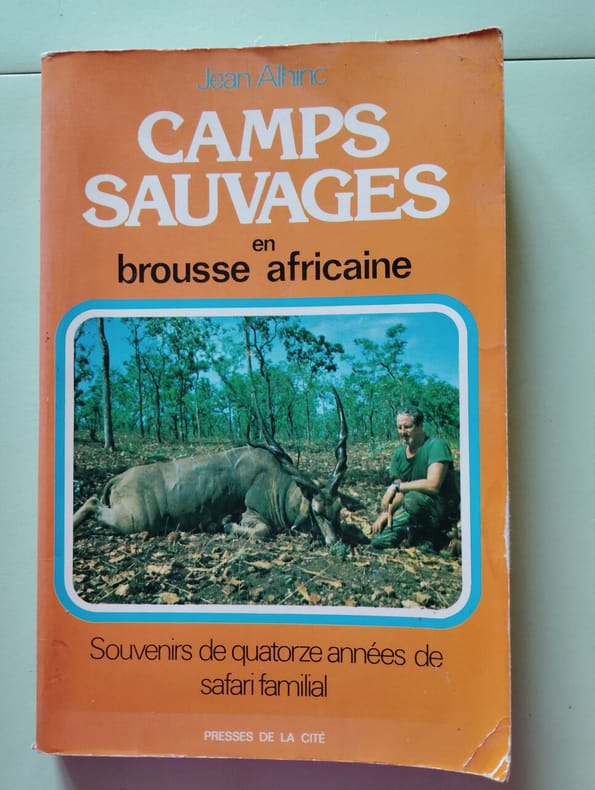 Jean Alhinc
CAMPS
SAUVAGES
en
brousse africaine
Souvenirs de quatorze années de
safari familial
PRESSES DE LA CITÉ